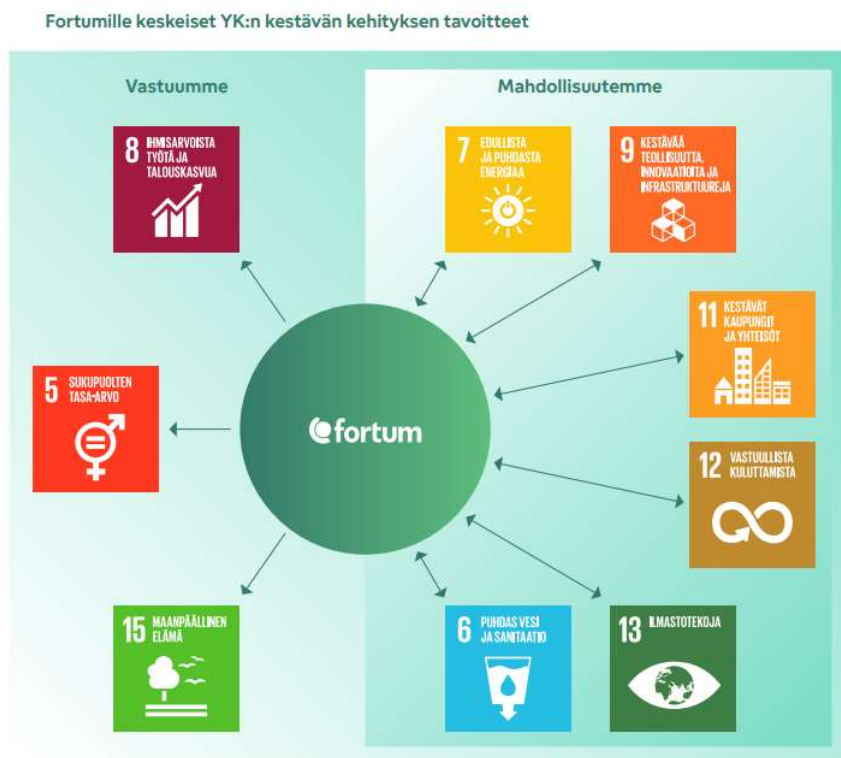 Fortumille keskeiset YK:n kestävän kehityksen tavoitteet
Vastuumme
Mahdollisuutemme
8 IHMISARVOISTA
TYÖTÄ JA
TALOUSKASVUA
7 EDULLISTA
JA PUHDASTA
ENERGIAA
9 KESTÄVÄÄ
TEOLLISUUTTA,
INNOVAATIOITA JA
INFRASTRUKTUUREJA
11 KESTÄVÄT
KAUPUNGIT
JA YHTEISÖT
5 SUKUPUOLTEN
TASA-ARVO
fortum
12 VASTUULLISTA
KULUTTAMISTA
15 MAANPÄÄLLINEN
ELÄMÄ
6 PUHDAS VESI
JA SANITAATIO
13 ILMASTOTEKOJA